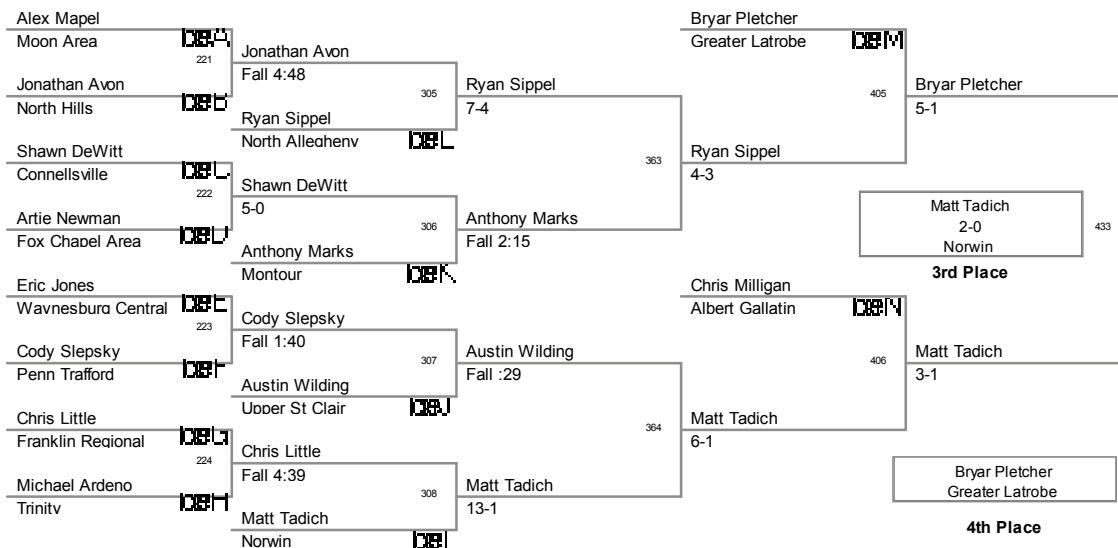 Alex Mapel
Moon Area
221
Jonathan Avon
North Hills
Jonathan Avon
Fall 4:48
305
Ryan Sippel
North Allegheny
Ryan Sippel
7-4
Shawn DeWitt
Connellsville
222
Artie Newman
Fox Chapel Area
Shawn DeWitt
5-0
306
Anthony Marks
Montour
Anthony Marks
Fall 2:15
363
Ryan Sippel
4-3
Bryar Pletcher
Greater Latrobe
405
Bryar Pletcher
5-1
Matt Tadich
2-0
Norwin
433
3rd Place
Eric Jones
Waynesburg Central
223
Cody Slepsky
Penn Trafford
Cody Slepsky
Fall 1:40
307
Austin Wilding
Upper St Clair
Austin Wilding
Fall :29
Chris Little
Franklin Regional
224
Michael Ardeno
Trinity
Chris Little
Fall 4:39
308
Matt Tadich
Norwin
Matt Tadich
13-1
364
Matt Tadich
6-1
Chris Milligan
Albert Gallatin
406
Matt Tadich
3-1
Bryar Pletcher
Greater Latrobe
4th Place